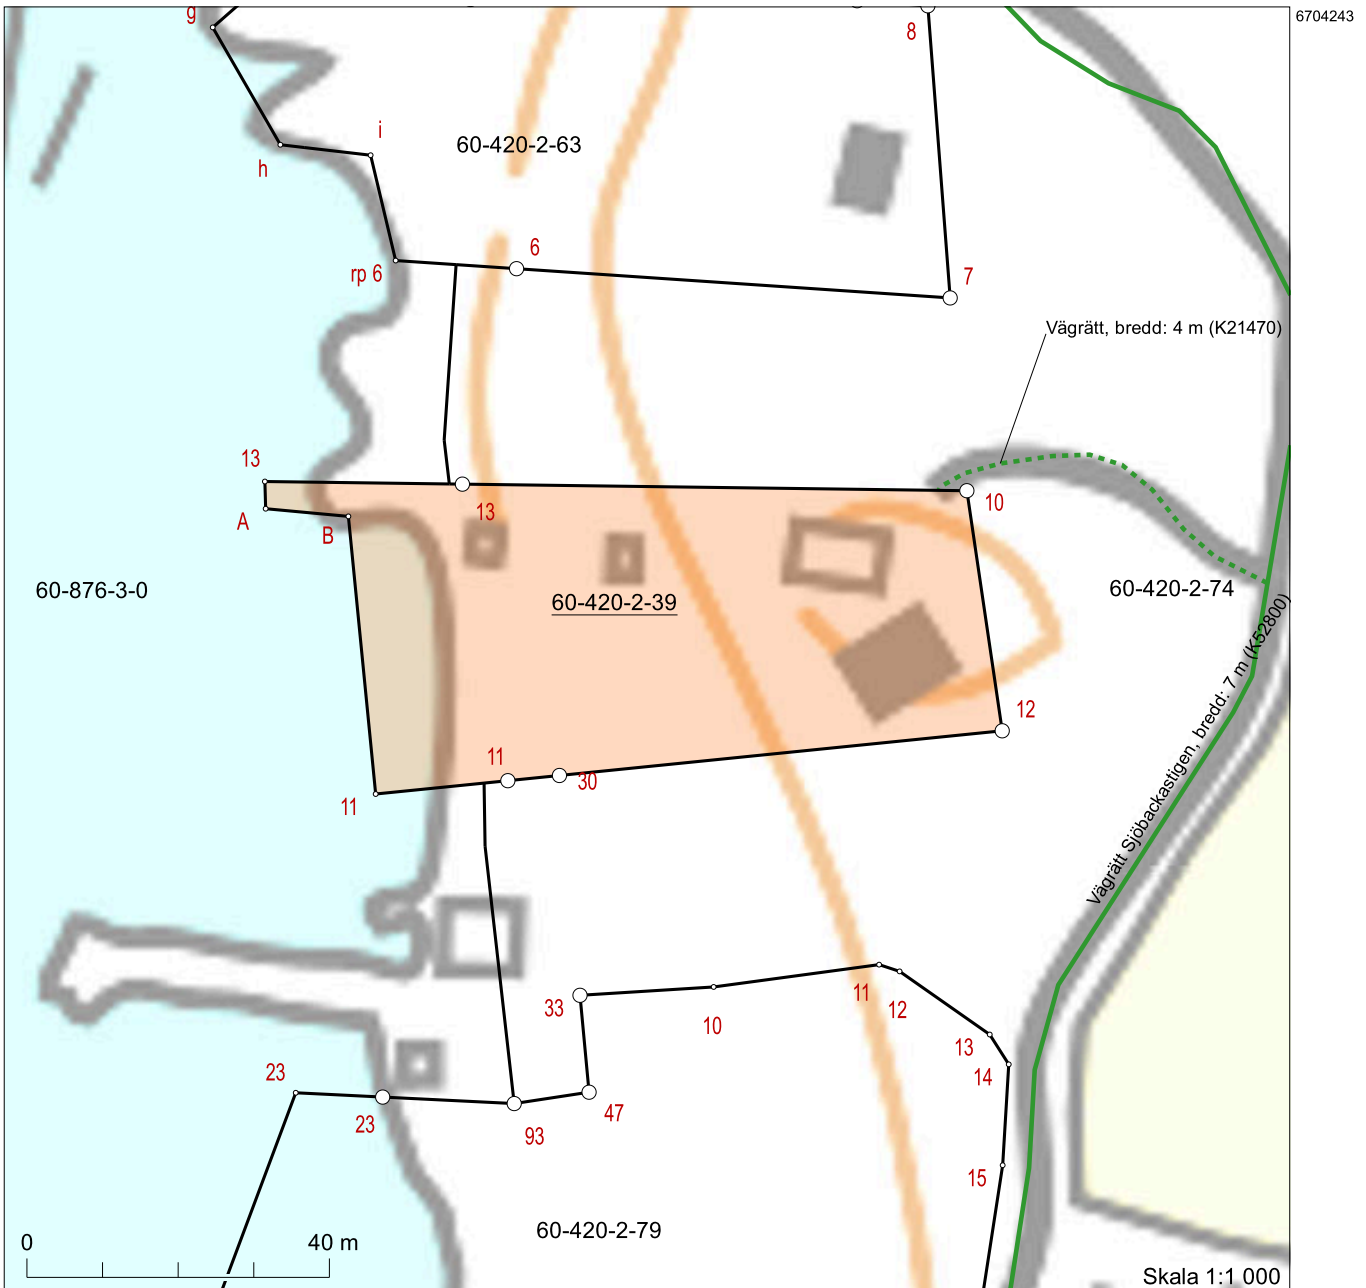 g
8
6704243
i
60-420-2-63
h
6
rp 6
7
Vägrätt, bredd: 4 m (K21470)
13
13
10
A
B
60-876-3-0
60-420-2-39
60-420-2-74
Vägrätt Sjöbackastigen, bredd: 7 m (K52800)
12
11
30
11
33
10
11
12
13
14
23
23
93
47
15
60-420-2-79
0
40 m
Skala 1:1 000